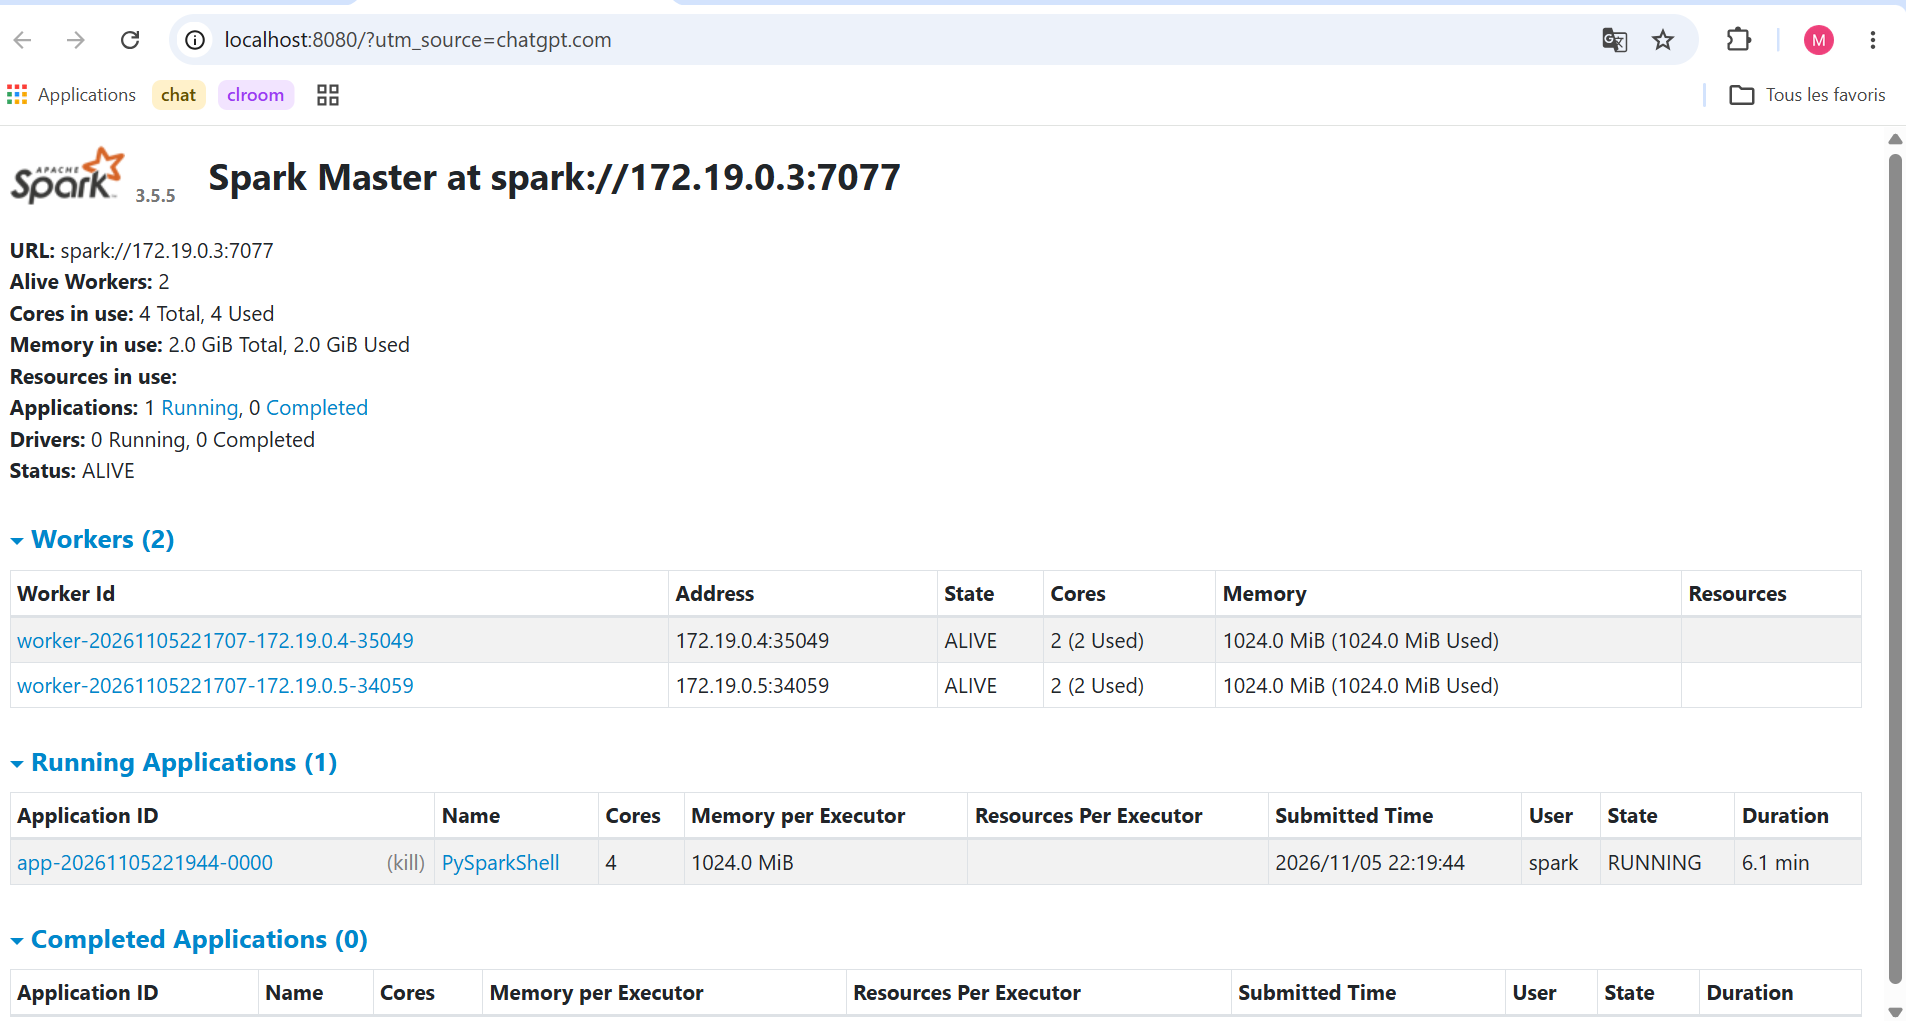 localhost:8080/?utm_source=chatgpt.com
M
Applications chat clroom Tous les favoris
APACHE Spark 3.5.5 Spark Master at spark://172.19.0.3:7077
URL: spark://172.19.0.3:7077
Alive Workers: 2
Cores in use: 4 Total, 4 Used
Memory in use: 2.0 GiB Total, 2.0 GiB Used
Resources in use:
Applications: 1 Running, 0 Completed
Drivers: 0 Running, 0 Completed
Status: ALIVE
Workers (2)
Worker Id Address State Cores Memory Resources
worker-20261105221707-172.19.0.4-35049 172.19.0.4:35049 ALIVE 2 (2 Used) 1024.0 MiB (1024.0 MiB Used)
worker-20261105221707-172.19.0.5-34059 172.19.0.5:34059 ALIVE 2 (2 Used) 1024.0 MiB (1024.0 MiB Used)
Running Applications (1)
Application ID Name Cores Memory per Executor Resources Per Executor Submitted Time User State Duration
app-20261105221944-0000 (kill) PySparkShell 4 1024.0 MiB 2026/11/05 22:19:44 spark RUNNING 6.1 min
Completed Applications (0)
Application ID Name Cores Memory per Executor Resources Per Executor Submitted Time User State Duration